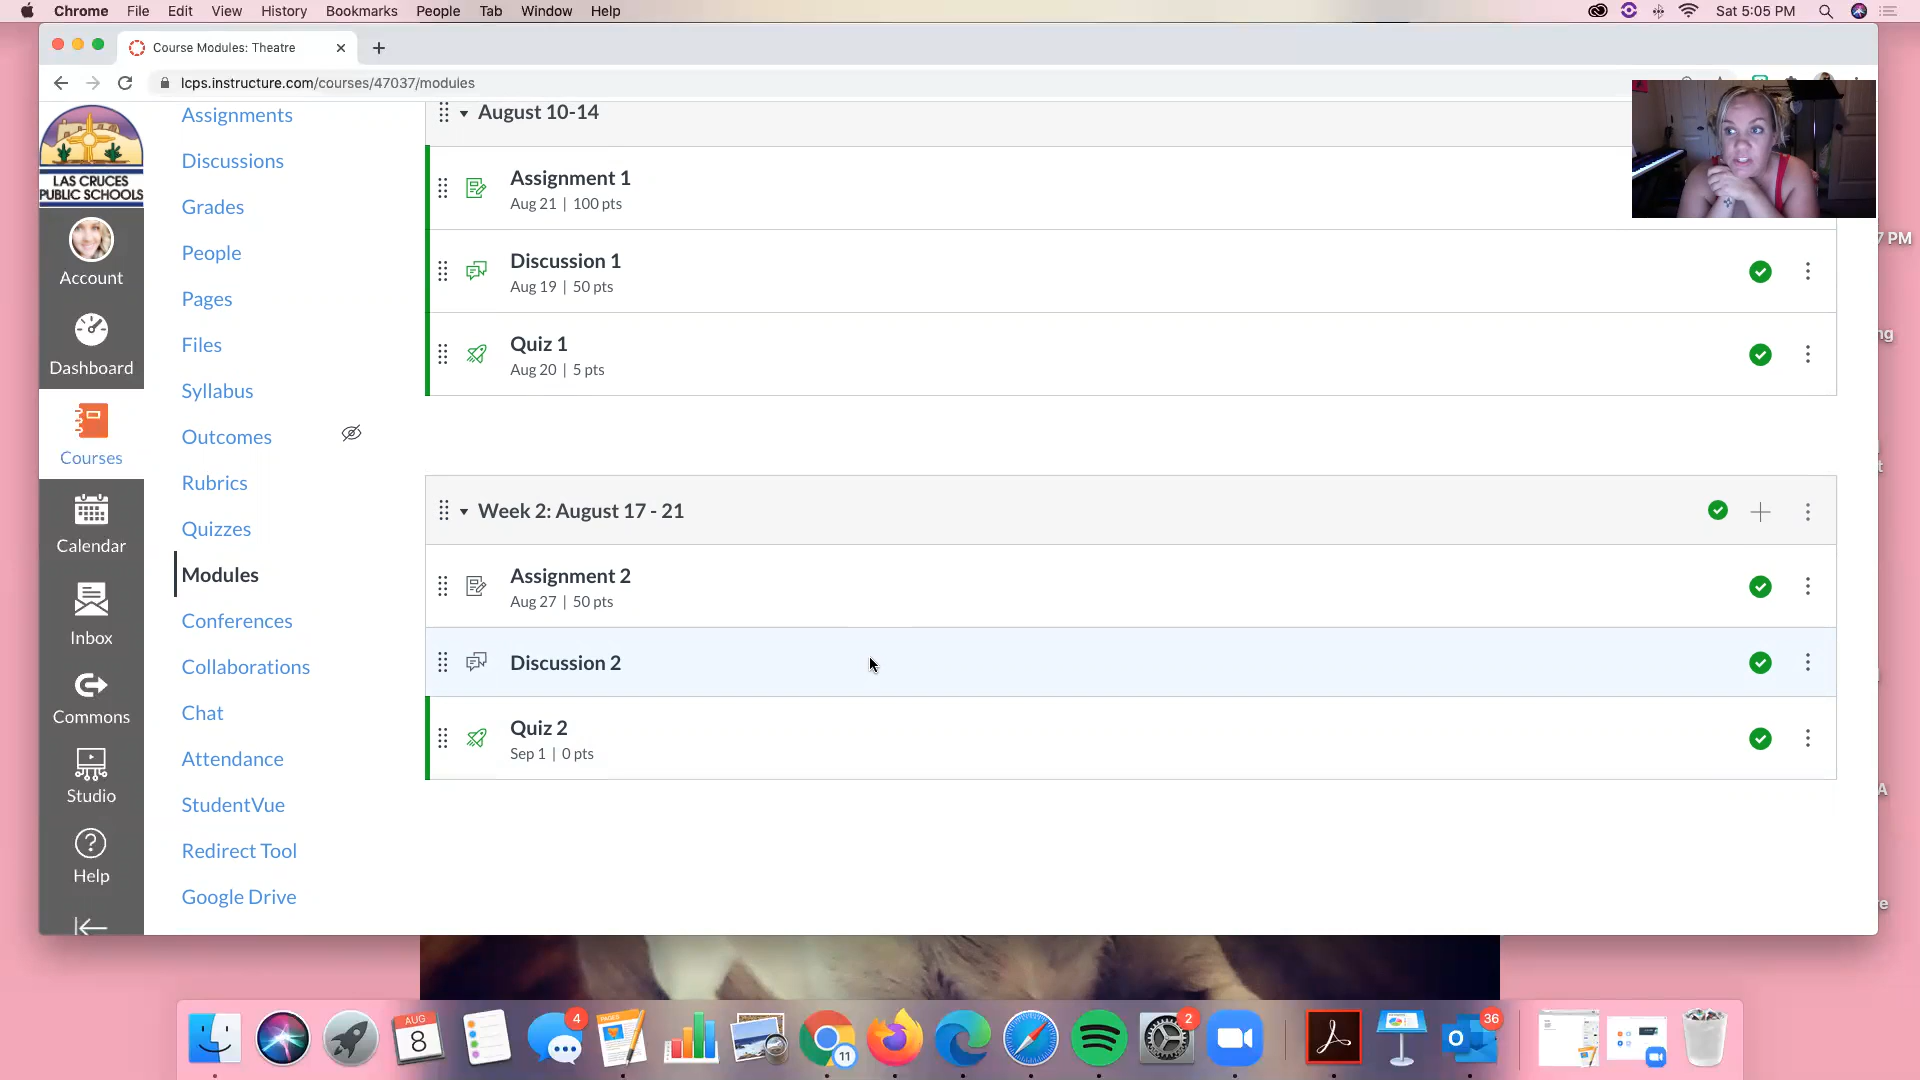 Chrome File Edit View History Bookmarks People Tab Window Help Sat 5:05 PM
Course Modules: Theatre
lcps.instructure.com/courses/47037/modules
LAS CRUCES
PUBLIC SCHOOLS
Account
Dashboard
Courses
Calendar
Inbox
Commons
Studio
Help
Assignments
Discussions
Grades
People
Pages
Files
Syllabus
Outcomes
Rubrics
Quizzes
Modules
Conferences
Collaborations
Chat
Attendance
StudentVue
Redirect Tool
Google Drive
August 10-14
Assignment 1
Aug 21 | 100 pts
Discussion 1
Aug 19 | 50 pts
Quiz 1
Aug 20 | 5 pts
Week 2: August 17 - 21
Assignment 2
Aug 27 | 50 pts
Discussion 2
Quiz 2
Sep 1 | 0 pts
7 PM
ng
t
A
e
AUG
8
4
PAGES
11
2
36